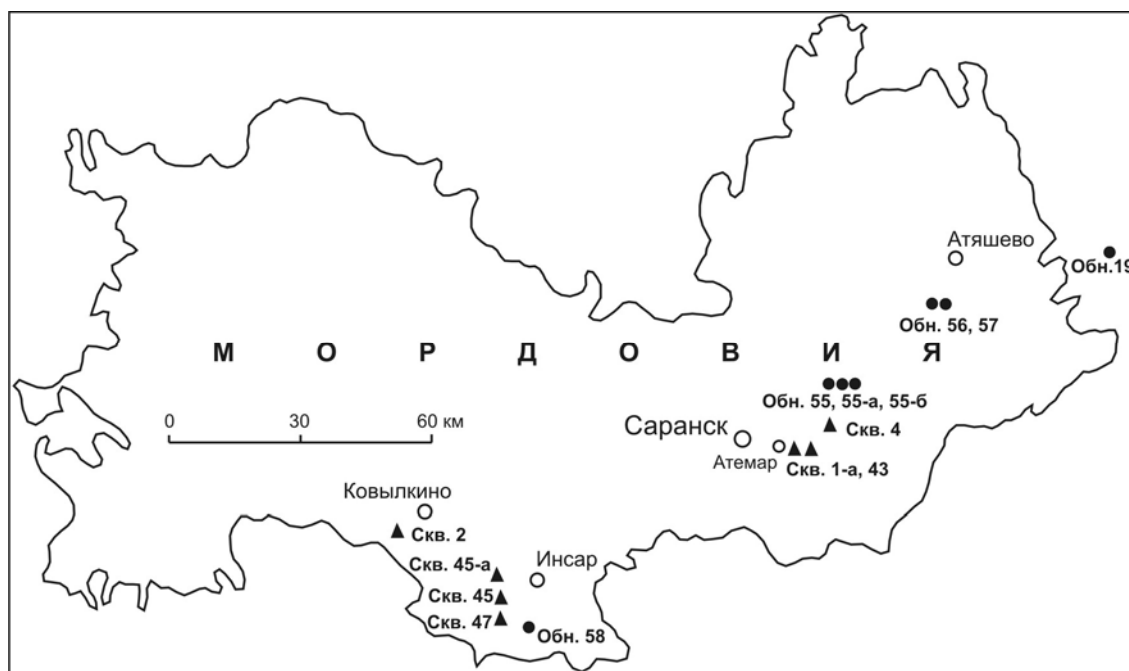 Атяшево
Обн.19
Обн. 56, 57
М О Р Д О В И Я
Обн. 55, 55-а, 55-б
0 30 60 км
Саранск
Скв. 4
Атемар
Скв. 1-а, 43
Ковылкино
Скв. 2
Скв. 45-а
Инсар
Скв. 45
Скв. 47
Обн. 58